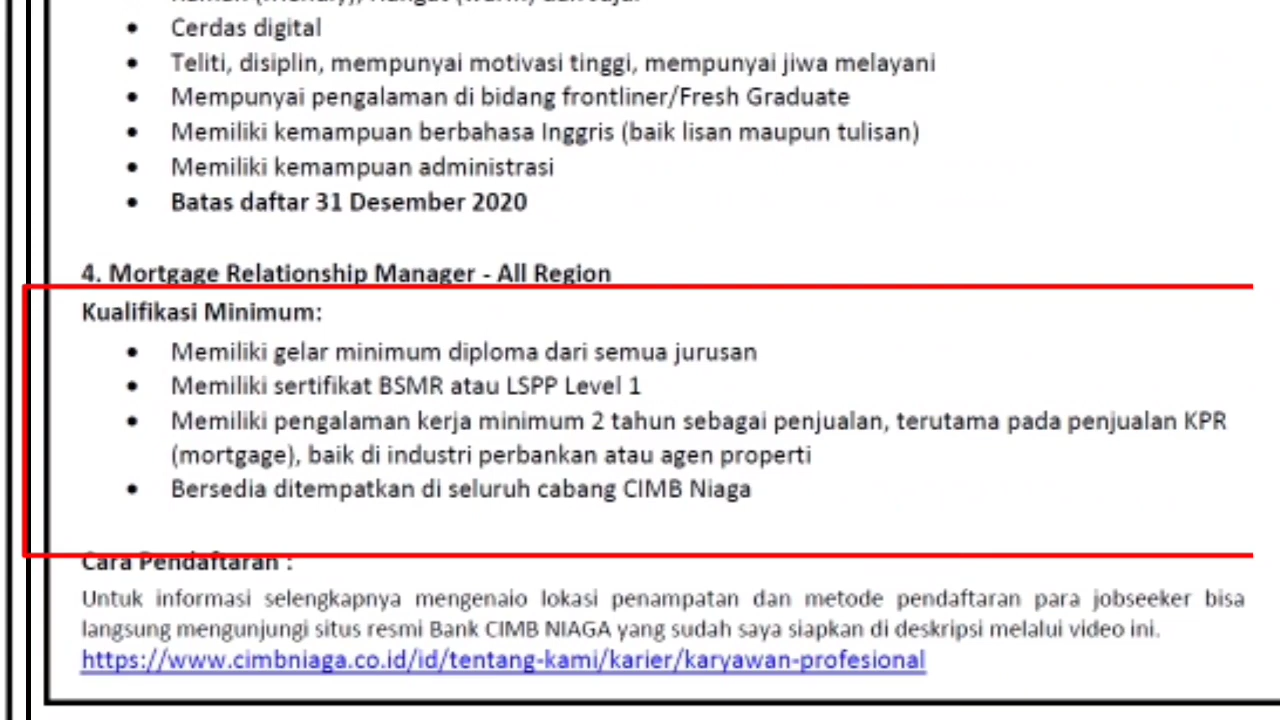 Cerdas digital
Teliti, disiplin, mempunyai motivasi tinggi, mempunyai jiwa melayani
Mempunyai pengalaman di bidang frontliner/Fresh Graduate
Memiliki kemampuan berbahasa Inggris (baik lisan maupun tulisan)
Memiliki kemampuan administrasi
Batas daftar 31 Desember 2020
4. Mortgage Relationship Manager - All Region
Kualifikasi Minimum:
Memiliki gelar minimum diploma dari semua jurusan
Memiliki sertifikat BSMR atau LSPP Level 1
Memiliki pengalaman kerja minimum 2 tahun sebagai penjualan, terutama pada penjualan KPR
(mortgage), baik di industri perbankan atau agen properti
Bersedia ditempatkan di seluruh cabang CIMB Niaga
Cara Pendaftaran :
Untuk informasi selengkapnya mengenaio lokasi penampatan dan metode pendaftaran para jobseeker bisa
langsung mengunjungi situs resmi Bank CIMB NIAGA yang sudah saya siapkan di deskripsi melalui video ini.
https://www.cimbniaga.co.id/id/tentang-kami/karier/karyawan-profesional